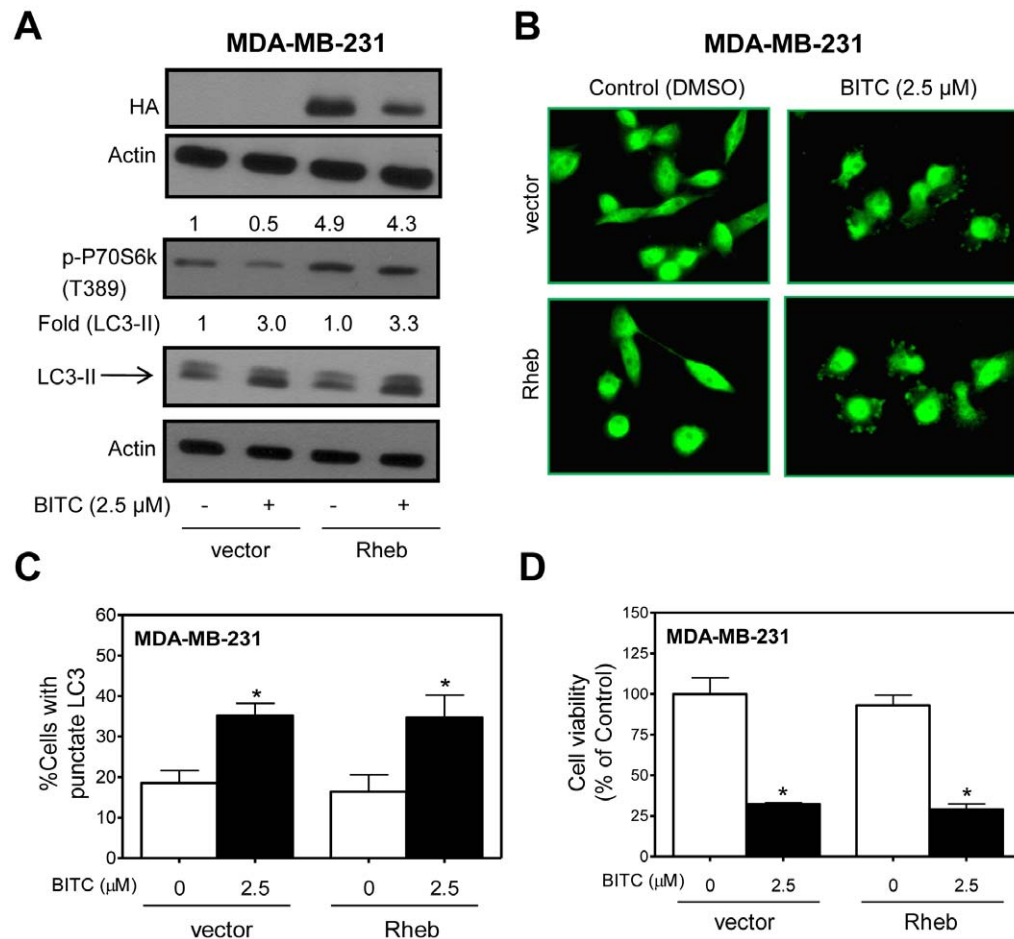 A
MDA-MB-231
HA
Actin
1 0.5 4.9 4.3
p-P70S6k
(T389)
Fold (LC3-II) 1 3.0 1.0 3.3
LC3-II
Actin
BITC (2.5 µM) - + - +
vector Rheb
B
MDA-MB-231
Control (DMSO) BITC (2.5 µM)
vector
Rheb
C
%Cells with
punctate LC3
60
50
40
30
20
10
0
MDA-MB-231
* *
BITC (µM) 0 2.5 0 2.5
vector Rheb
D
Cell viability
(% of Control)
150
125
100
75
50
25
0
MDA-MB-231
* *
BITC (µM) 0 2.5 0 2.5
vector Rheb